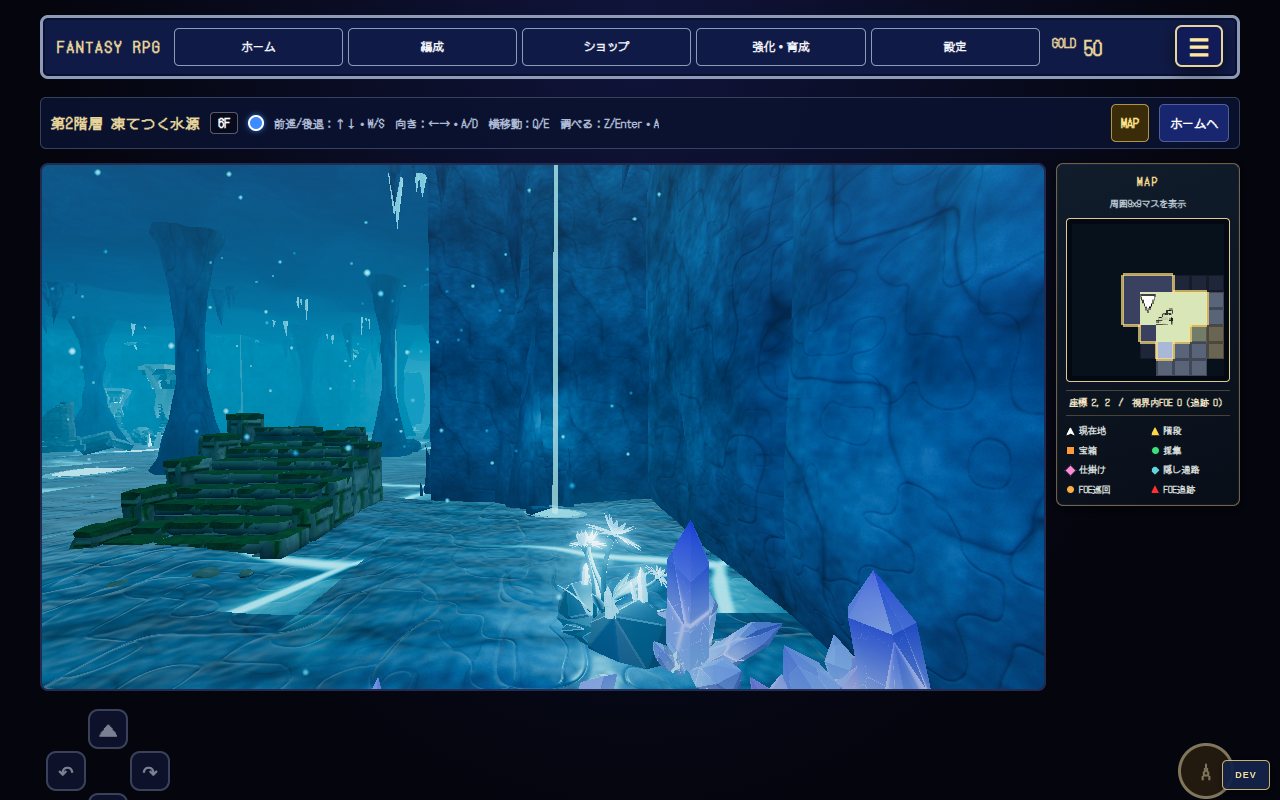 FANTASY RPG ホーム 編成 ショップ 強化・育成 設定 GOLD 50
第2階層 凍てつく水源 6F 前進/後退：↑↓・W/S 向き：←→・A/D 横移動：Q/E 調べる：Z/Enter・A MAP ホームへ
MAP
周囲9x9マスを表示
座標 2, 2 / 視界内FOE 0（追跡 0）
現在地 階段
宝箱 採集
仕掛け 隠し通路
FOE巡回 FOE追跡
A
DEV